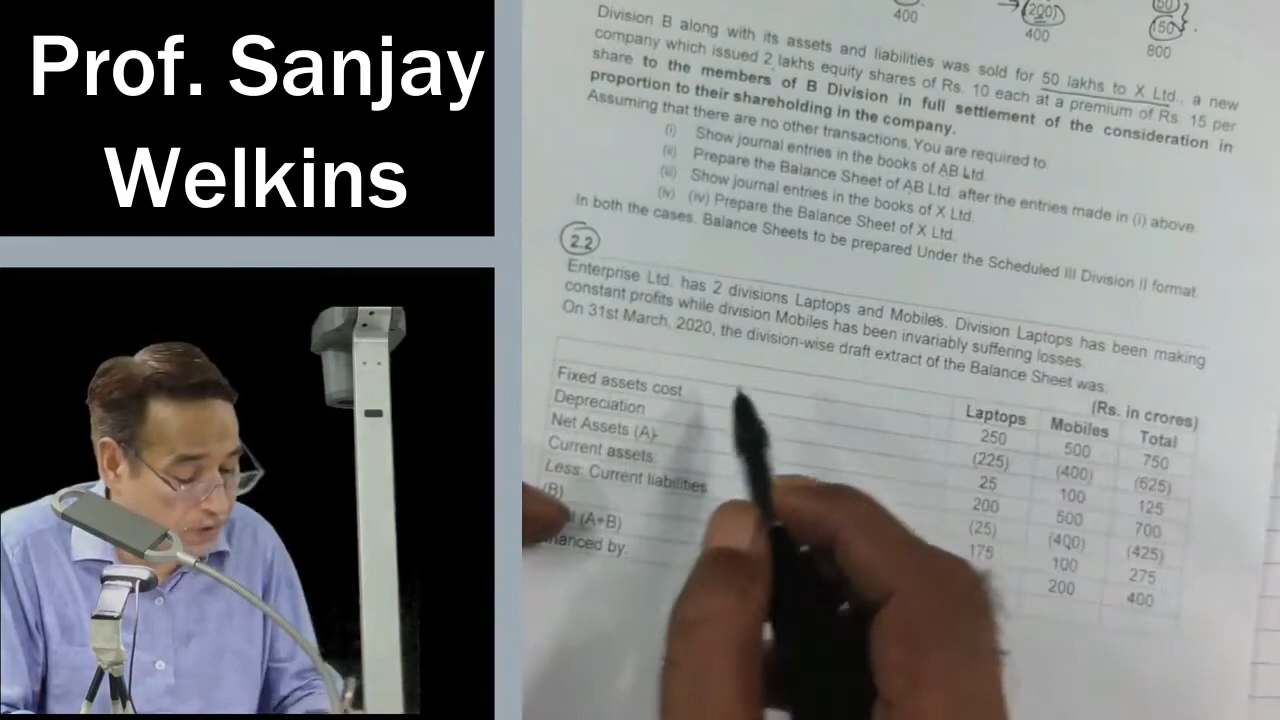 Prof. Sanjay
Welkins
400
(200)
400
(50)
(150)
800
Division B along with its assets and liabilities was sold for 50 lakhs to X Ltd., a new
company which issued 2 lakhs equity shares of Rs. 10 each at a premium of Rs. 15 per
share to the members of B Division in full settlement of the consideration in
proportion to their shareholding in the company.
Assuming that there are no other transactions, You are required to:
(i) Show journal entries in the books of AB Ltd.
(ii) Prepare the Balance Sheet of AB Ltd. after the entries made in (i) above.
(iii) Show journal entries in the books of X Ltd.
(iv) (iv) Prepare the Balance Sheet of X Ltd.
In both the cases, Balance Sheets to be prepared Under the Scheduled III Division II format.
2.2
Enterprise Ltd. has 2 divisions Laptops and Mobiles. Division Laptops has been making
constant profits while division Mobiles has been invariably suffering losses.
On 31st March, 2020, the division-wise draft extract of the Balance Sheet was:
(Rs. in crores)
Laptops Mobiles Total
Fixed assets cost 250 500 750
Depreciation (225) (400) (625)
Net Assets (A) 25 100 125
Current assets: 200 500 700
Less: Current liabilities (25) (400) (425)
(B) 175 100 275
(A+B) 200 400
by: